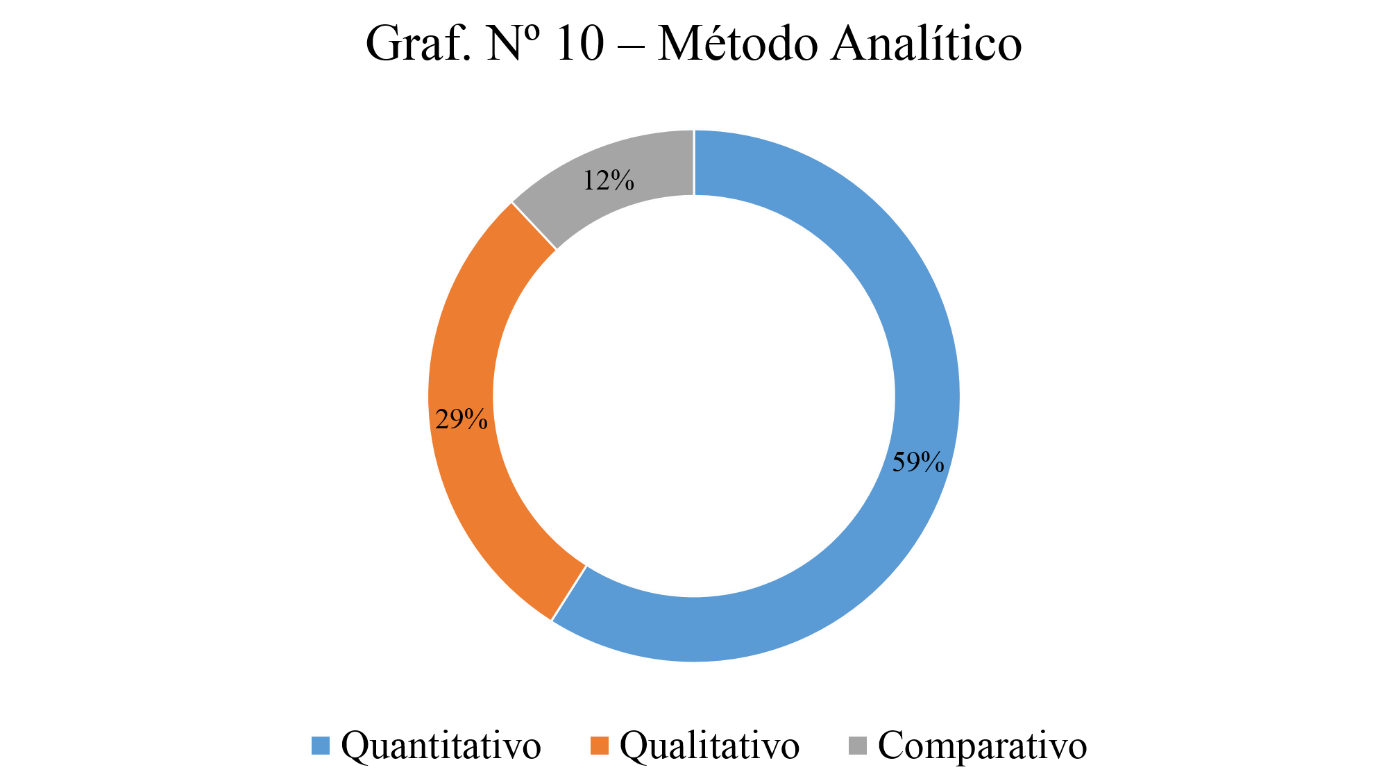 Graf. Nº 10 – Método Analítico
12%
29%
59%
Quantitativo Qualitativo Comparativo